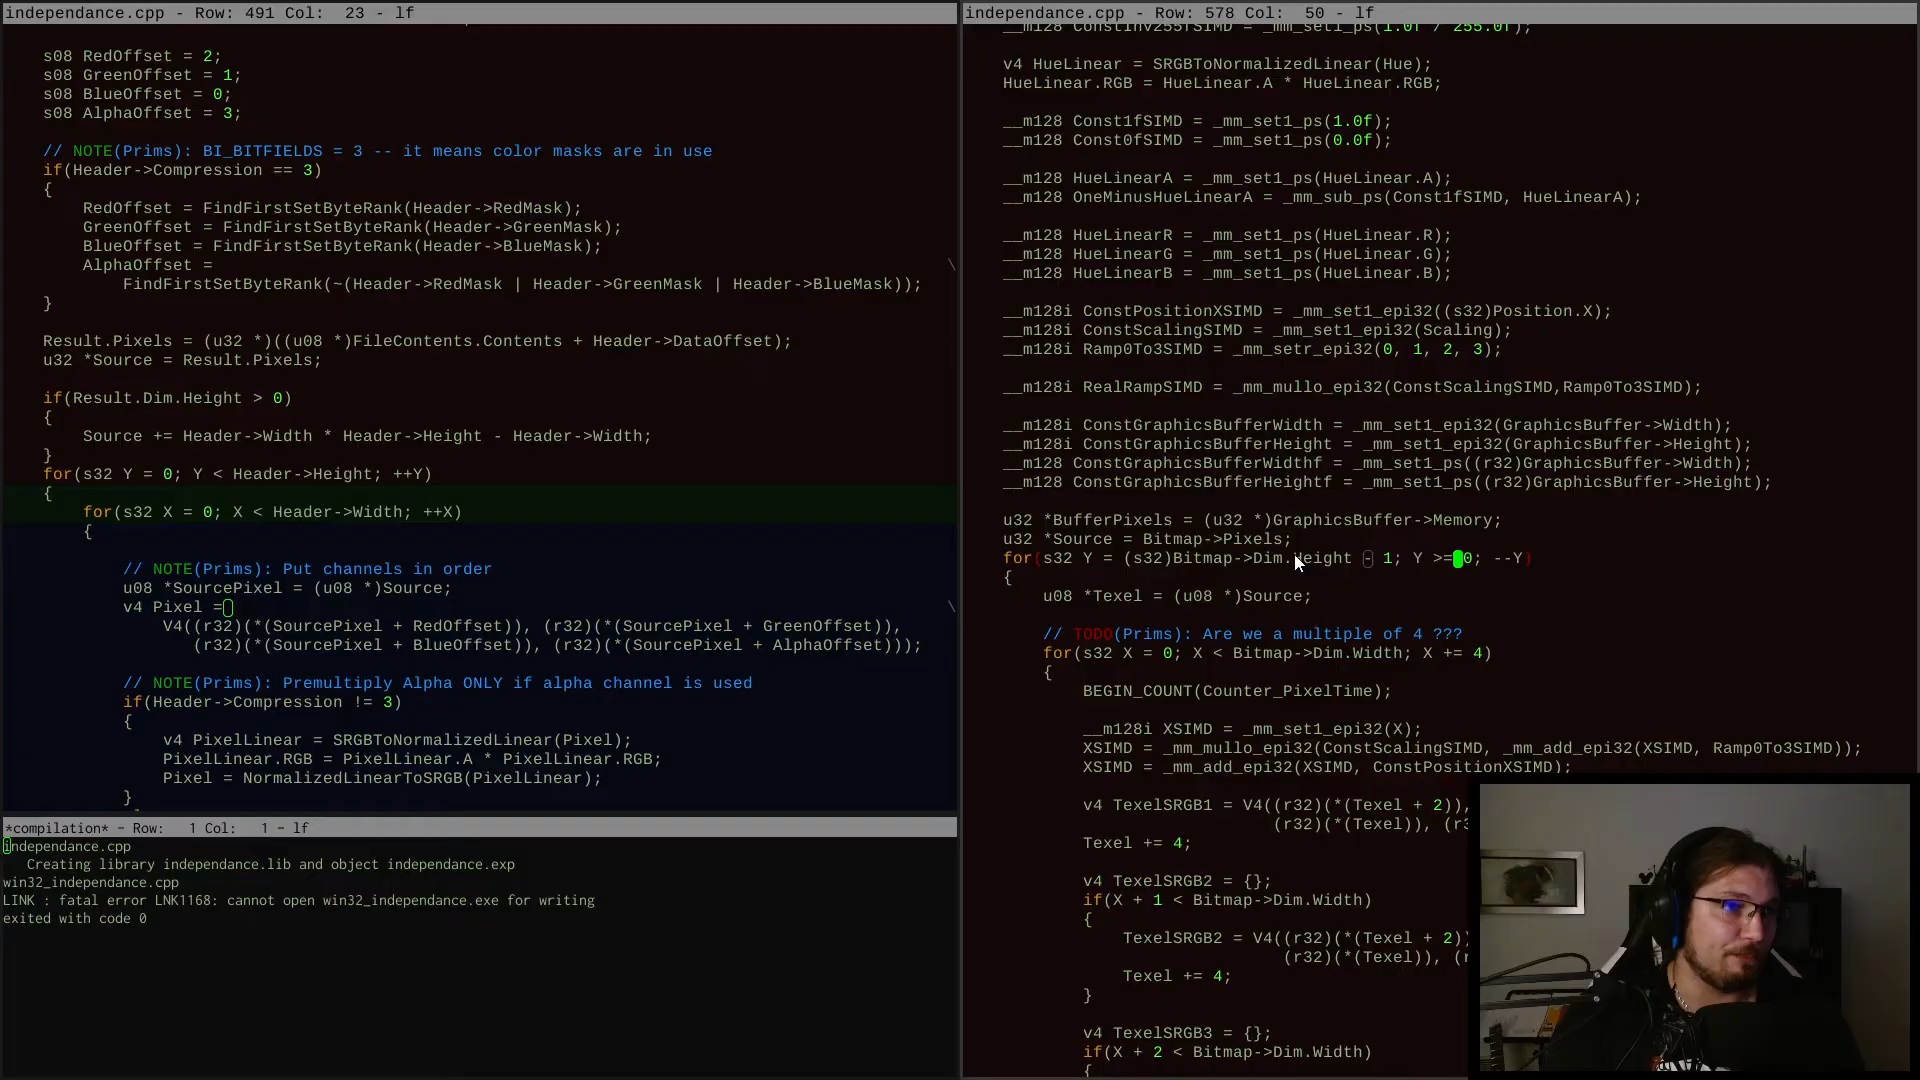 independance.cpp - Row: 491 Col:  23 - lf
s08 RedOffset = 2;
s08 GreenOffset = 1;
s08 BlueOffset = 0;
s08 AlphaOffset = 3;
// NOTE(Prims): BI_BITFIELDS = 3 -- it means color masks are in use
if(Header->Compression == 3)
{
RedOffset = FindFirstSetByteRank(Header->RedMask);
GreenOffset = FindFirstSetByteRank(Header->GreenMask);
BlueOffset = FindFirstSetByteRank(Header->BlueMask);
AlphaOffset = \
FindFirstSetByteRank(~(Header->RedMask | Header->GreenMask | Header->BlueMask));
}
Result.Pixels = (u32 *)((u08 *)FileContents.Contents + Header->DataOffset);
u32 *Source = Result.Pixels;
if(Result.Dim.Height > 0)
{
Source += Header->Width * Header->Height - Header->Width;
}
for(s32 Y = 0; Y < Header->Height; ++Y)
{
for(s32 X = 0; X < Header->Width; ++X)
{
// NOTE(Prims): Put channels in order
u08 *SourcePixel = (u08 *)Source;
v4 Pixel = \
V4((r32)(*(SourcePixel + RedOffset)), (r32)(*(SourcePixel + GreenOffset)),
(r32)(*(SourcePixel + BlueOffset)), (r32)(*(SourcePixel + AlphaOffset)));
// NOTE(Prims): Premultiply Alpha ONLY if alpha channel is used
if(Header->Compression != 3)
{
v4 PixelLinear = SRGBToNormalizedLinear(Pixel);
PixelLinear.RGB = PixelLinear.A * PixelLinear.RGB;
Pixel = NormalizedLinearToSRGB(PixelLinear);
}
*compilation* - Row:   1 Col:   1 - lf
independance.cpp
Creating library independance.lib and object independance.exp
win32_independance.cpp
LINK : fatal error LNK1168: cannot open win32_independance.exe for writing
exited with code 0
independance.cpp - Row: 578 Col:  50 - lf
__m128 ConstInv255fSIMD = _mm_set1_ps(1.0f / 255.0f);
v4 HueLinear = SRGBToNormalizedLinear(Hue);
HueLinear.RGB = HueLinear.A * HueLinear.RGB;
__m128 Const1fSIMD = _mm_set1_ps(1.0f);
__m128 Const0fSIMD = _mm_set1_ps(0.0f);
__m128 HueLinearA = _mm_set1_ps(HueLinear.A);
__m128 OneMinusHueLinearA = _mm_sub_ps(Const1fSIMD, HueLinearA);
__m128 HueLinearR = _mm_set1_ps(HueLinear.R);
__m128 HueLinearG = _mm_set1_ps(HueLinear.G);
__m128 HueLinearB = _mm_set1_ps(HueLinear.B);
__m128i ConstPositionXSIMD = _mm_set1_epi32((s32)Position.X);
__m128i ConstScalingSIMD = _mm_set1_epi32(Scaling);
__m128i Ramp0To3SIMD = _mm_setr_epi32(0, 1, 2, 3);
__m128i RealRampSIMD = _mm_mullo_epi32(ConstScalingSIMD,Ramp0To3SIMD);
__m128i ConstGraphicsBufferWidth = _mm_set1_epi32(GraphicsBuffer->Width);
__m128i ConstGraphicsBufferHeight = _mm_set1_epi32(GraphicsBuffer->Height);
__m128 ConstGraphicsBufferWidthf = _mm_set1_ps((r32)GraphicsBuffer->Width);
__m128 ConstGraphicsBufferHeightf = _mm_set1_ps((r32)GraphicsBuffer->Height);
u32 *BufferPixels = (u32 *)GraphicsBuffer->Memory;
u32 *Source = Bitmap->Pixels;
for(s32 Y = (s32)Bitmap->Dim.Height - 1; Y >= 0; --Y)
{
u08 *Texel = (u08 *)Source;
// TODO(Prims): Are we a multiple of 4 ???
for(s32 X = 0; X < Bitmap->Dim.Width; X += 4)
{
BEGIN_COUNT(Counter_PixelTime);
__m128i XSIMD = _mm_set1_epi32(X);
XSIMD = _mm_mullo_epi32(ConstScalingSIMD, _mm_add_epi32(XSIMD, Ramp0To3SIMD));
XSIMD = _mm_add_epi32(XSIMD, ConstPositionXSIMD);
v4 TexelSRGB1 = V4((r32)(*(Texel + 2)),
(r32)(*(Texel)), (r3
Texel += 4;
v4 TexelSRGB2 = {};
if(X + 1 < Bitmap->Dim.Width)
{
TexelSRGB2 = V4((r32)(*(Texel + 2))
(r32)(*(Texel)), (r
Texel += 4;
}
v4 TexelSRGB3 = {};
if(X + 2 < Bitmap->Dim.Width)
{